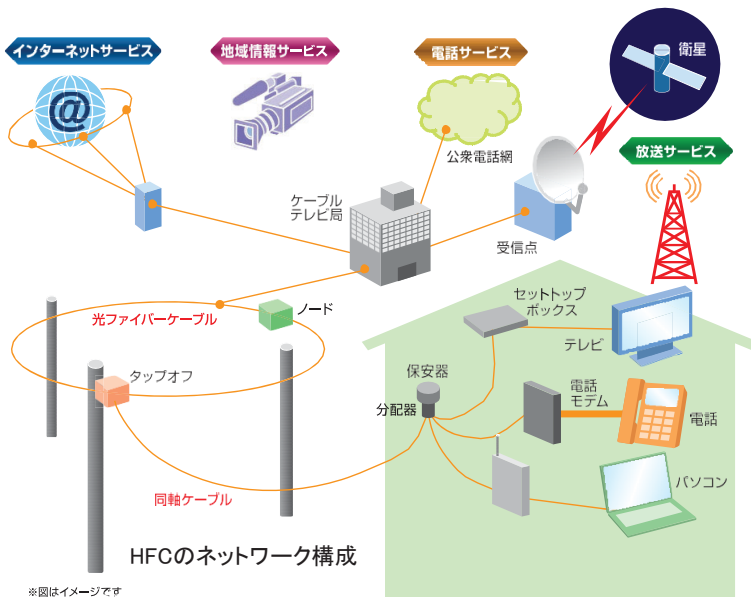 インターネットサービス
地域情報サービス
電話サービス
衛星
@
公衆電話網
放送サービス
ケーブル
テレビ局
受信点
セットトップ
ボックス
光ファイバーケーブル
ノード
テレビ
タップオフ
保安器
分配器
電話
モデム
電話
パソコン
同軸ケーブル
HFCのネットワーク構成
※図はイメージです